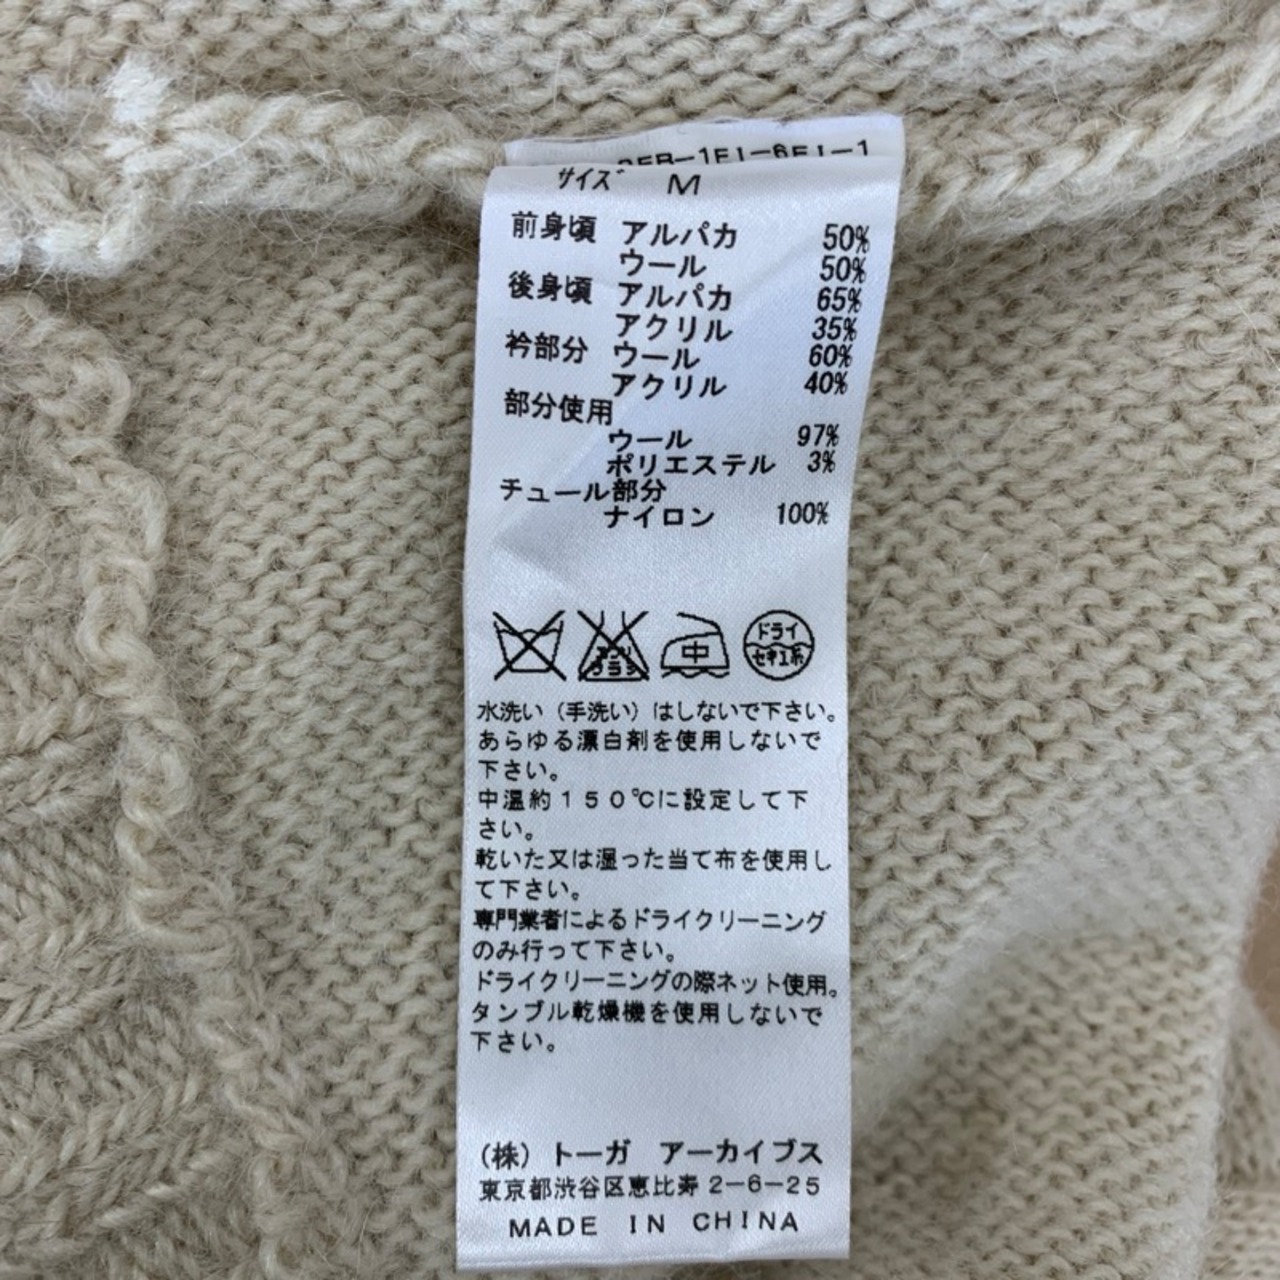 サイズ M
前身頃 アルパカ 50%
ウール 50%
後身頃 アルパカ 65%
アクリル 35%
衿部分 ウール 60%
アクリル 40%
部分使用
ウール 97%
ポリエステル 3%
チュール部分
ナイロン 100%
中 ドライ
セキユ系
水洗い（手洗い）はしないで下さい。
あらゆる漂白剤を使用しないで
下さい。
中温約150℃に設定して下
さい。
乾いた又は湿った当て布を使用し
て下さい。
専門業者によるドライクリーニング
のみ行って下さい。
ドライクリーニングの際ネット使用。
タンブル乾燥機を使用しないで
下さい。
（株）トーガ アーカイブス
東京都渋谷区恵比寿2-6-25
MADE IN CHINA